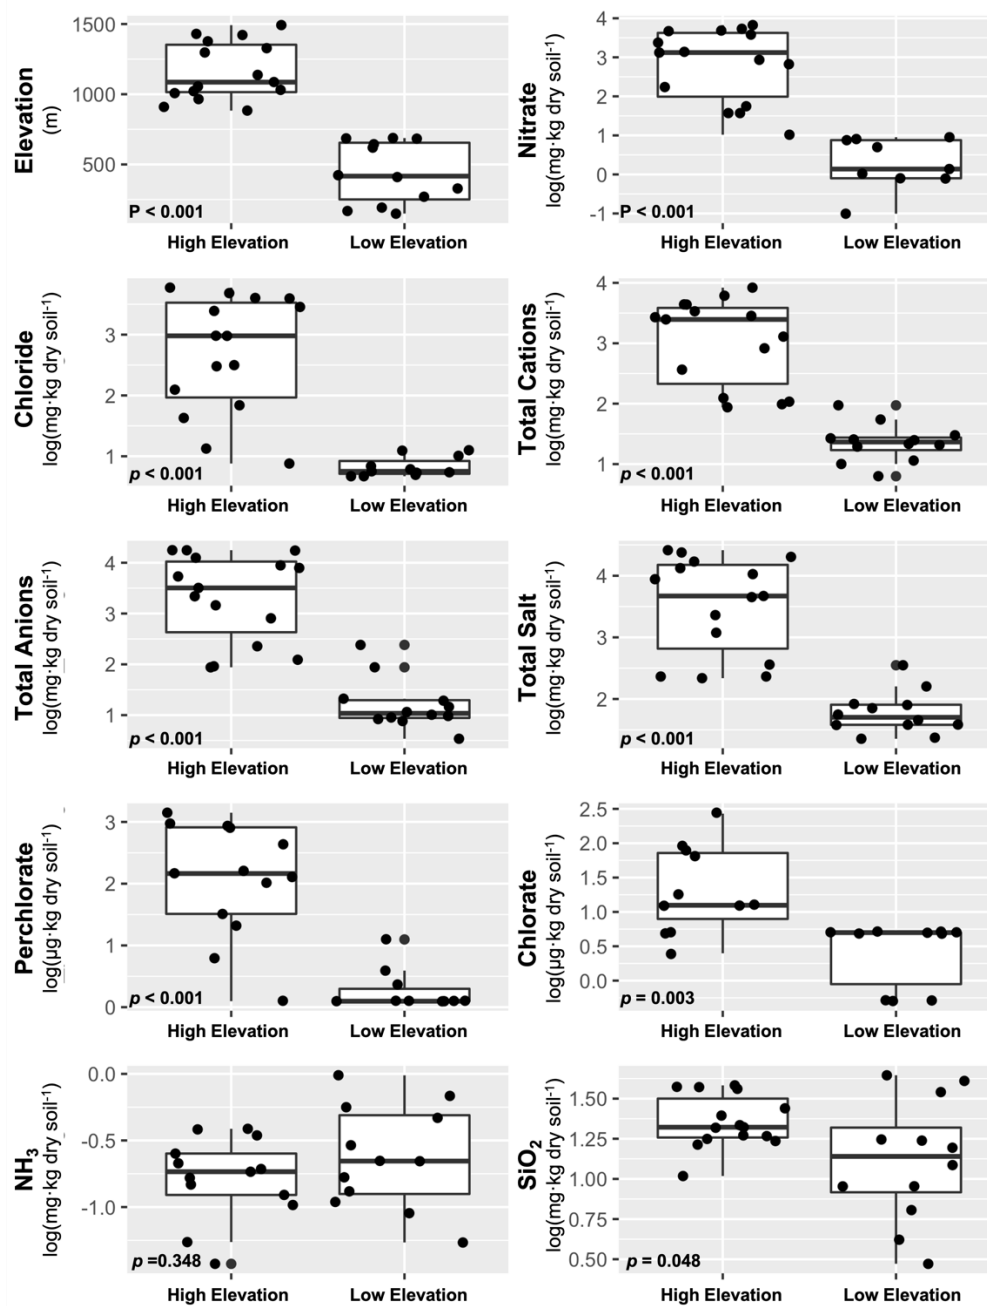 Elevation
(m)
1500
1000
500
P < 0.001
High Elevation Low Elevation
Nitrate
log(mg·kg dry soil-1)
4
3
2
1
0
-1
P < 0.001
High Elevation Low Elevation
Chloride
log(mg·kg dry soil-1)
3
2
1
p < 0.001
High Elevation Low Elevation
Total Cations
log(mg·kg dry soil-1)
4
3
2
1
p < 0.001
High Elevation Low Elevation
Total Anions
log(mg·kg dry soil-1)
4
3
2
1
p < 0.001
High Elevation Low Elevation
Total Salt
log(mg·kg dry soil-1)
4
3
2
p < 0.001
High Elevation Low Elevation
Perchlorate
log(µg·kg dry soil-1)
3
2
1
0
p < 0.001
High Elevation Low Elevation
Chlorate
log(µg·kg dry soil-1)
2.5
2.0
1.5
1.0
0.5
0.0
p = 0.003
High Elevation Low Elevation
NH3
log(mg·kg dry soil-1)
0.0
-0.5
-1.0
p =0.348
High Elevation Low Elevation
SiO2
log(mg·kg dry soil-1)
1.50
1.25
1.00
0.75
0.50
p = 0.048
High Elevation Low Elevation